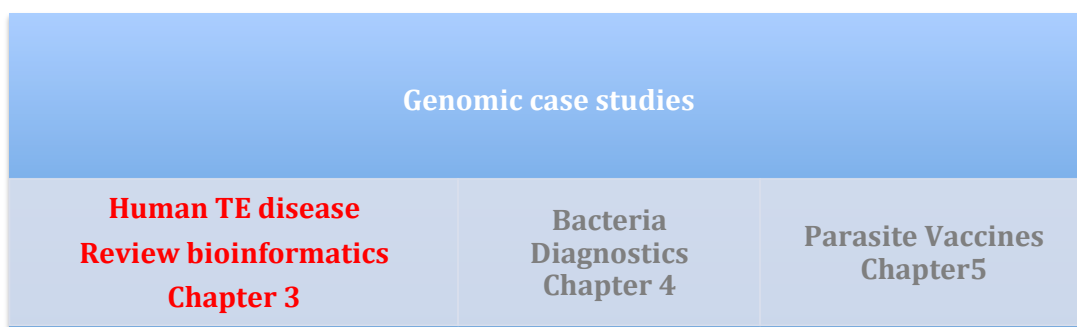 Genomic case studies
Human TE disease
Review bioinformatics
Chapter 3
Bacteria
Diagnostics
Chapter 4
Parasite Vaccines
Chapter5